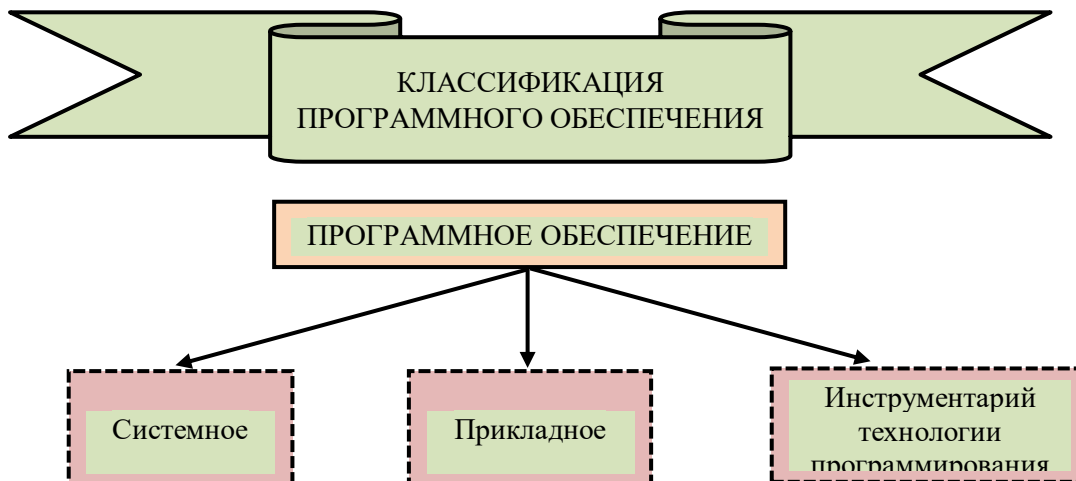 КЛАССИФИКАЦИЯ
ПРОГРАММНОГО ОБЕСПЕЧЕНИЯ
ПРОГРАММНОЕ ОБЕСПЕЧЕНИЕ
Системное
Прикладное
Инструментарий
технологии
программирования